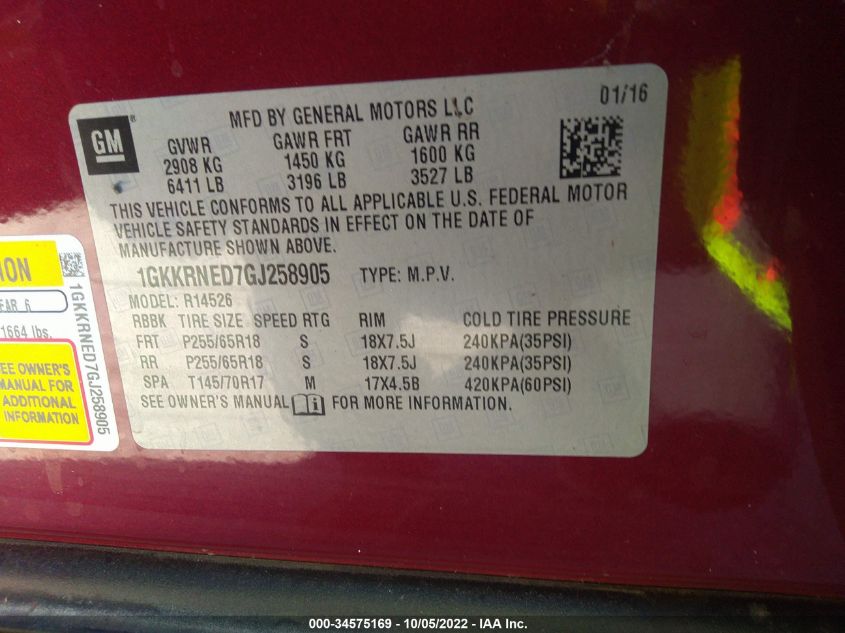 MFD BY GENERAL MOTORS LLC
01/16
GM
GVWR GAWR FRT GAWR RR
2908 KG 1450 KG 1600 KG
6411 LB 3196 LB 3527 LB
THIS VEHICLE CONFORMS TO ALL APPLICABLE U.S. FEDERAL MOTOR
VEHICLE SAFETY STANDARDS IN EFFECT ON THE DATE OF
MANUFACTURE SHOWN ABOVE.
1GKKRNED7GJ258905 TYPE: M.P.V.
MODEL: R14526
RBBK TIRE SIZE SPEED RTG RIM COLD TIRE PRESSURE
FRT P255/65R18 S 18X7.5J 240KPA(35PSI)
RR P255/65R18 S 18X7.5J 240KPA(35PSI)
SPA T145/70R17 M 17X4.5B 420KPA(60PSI)
SEE OWNER'S MANUAL FOR MORE INFORMATION.
6
1664 lbs.
OWNER'S
MANUAL FOR
ADDITIONAL
INFORMATION
1GKKRNED7GJ258905
000-34575169 - 10/05/2022 - IAA Inc.